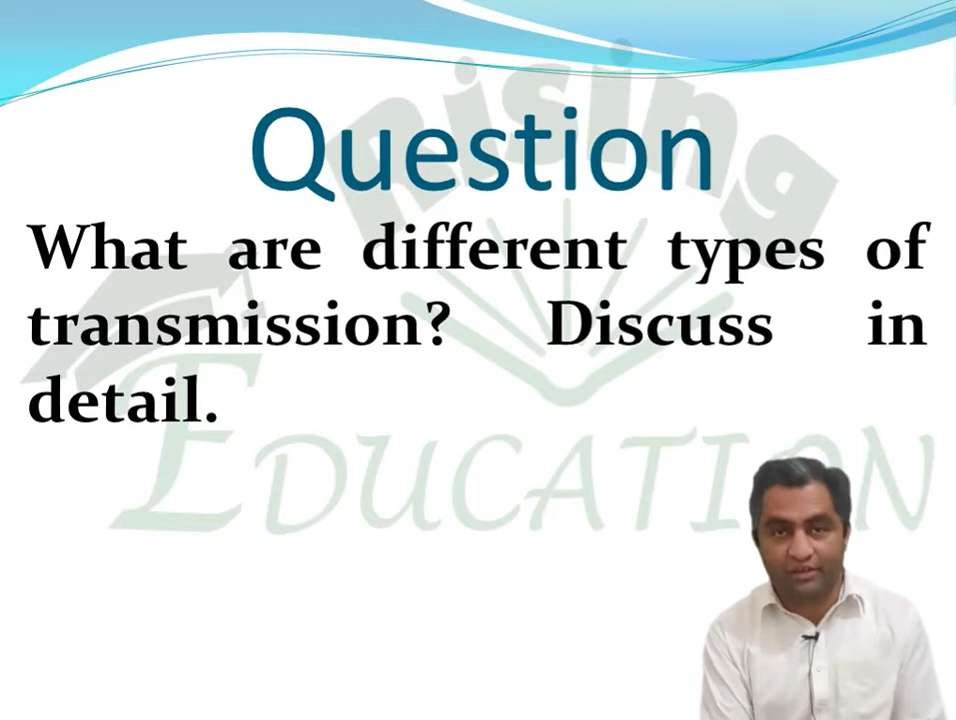 Rising
Question
What are different types of
transmission? Discuss in
detail.
EDUCATION